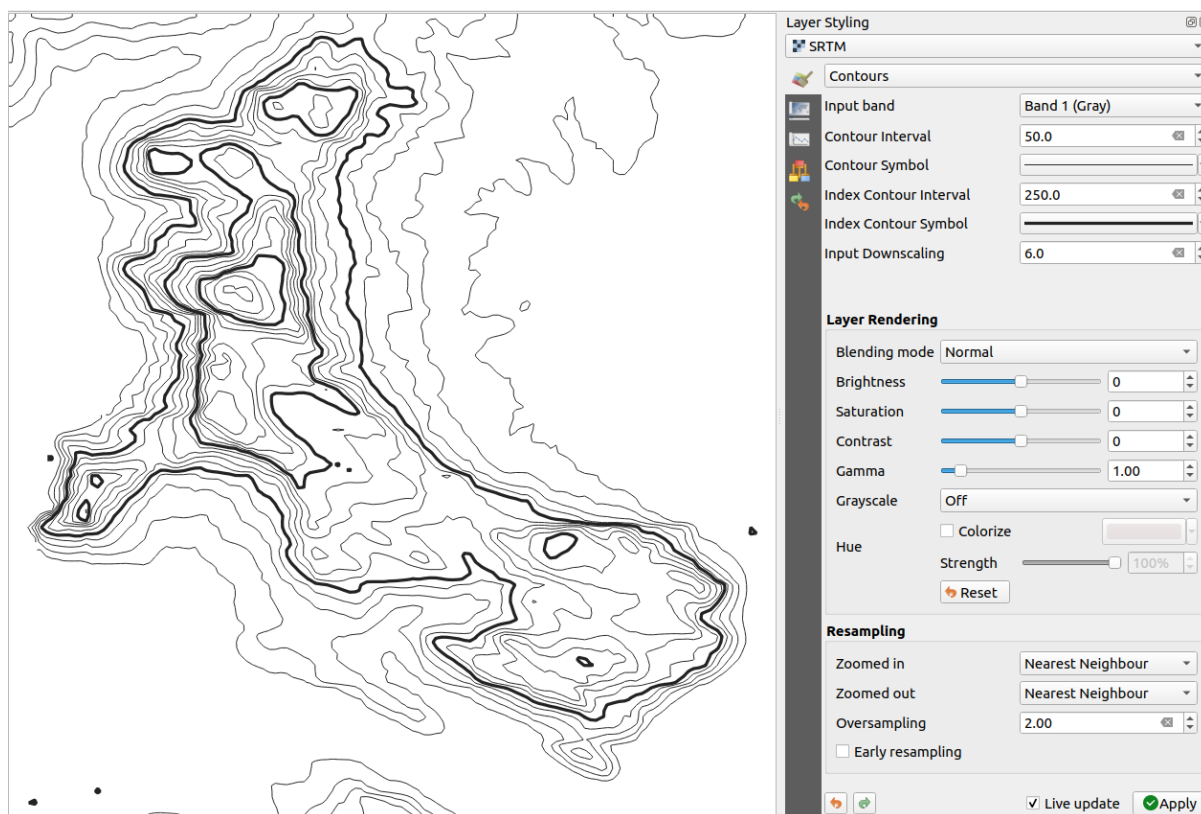 Layer Styling
SRTM
Contours
Input band Band 1 (Gray)
Contour Interval 50.0
Contour Symbol
Index Contour Interval 250.0
Index Contour Symbol
Input Downscaling 6.0
Layer Rendering
Blending mode Normal
Brightness 0
Saturation 0
Contrast 0
Gamma 1.00
Grayscale Off
Hue
Colorize
Strength 100%
Reset
Resampling
Zoomed in Nearest Neighbour
Zoomed out Nearest Neighbour
Oversampling 2.00
Early resampling
Live update Apply